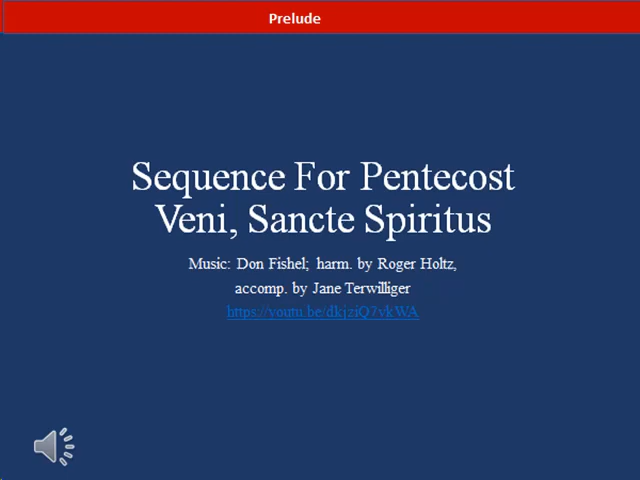 Prelude
Sequence For Pentecost
Veni, Sancte Spiritus
Music: Don Fishel; harm. by Roger Holtz,
accomp. by Jane Terwilliger
https://youtu.be/dkjziQ7vkWA